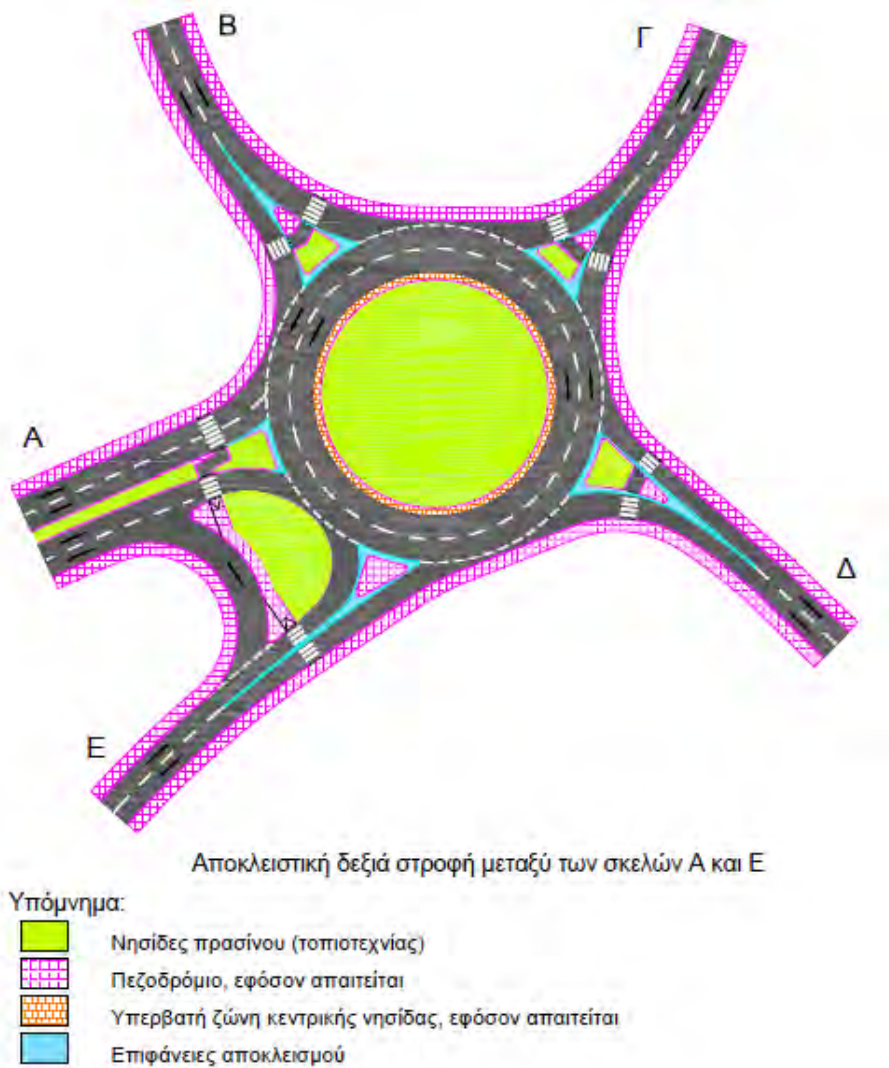 Β
Γ
Α
Δ
Ε
Αποκλειστική δεξιά στροφή μεταξύ των σκελών Α και Ε
Υπόμνημα:
Νησίδες πρασίνου (τοπιοτεχνίας)
Πεζοδρόμιο, εφόσον απαιτείται
Υπερβατή ζώνη κεντρικής νησίδας, εφόσον απαιτείται
Επιφάνειες αποκλεισμού